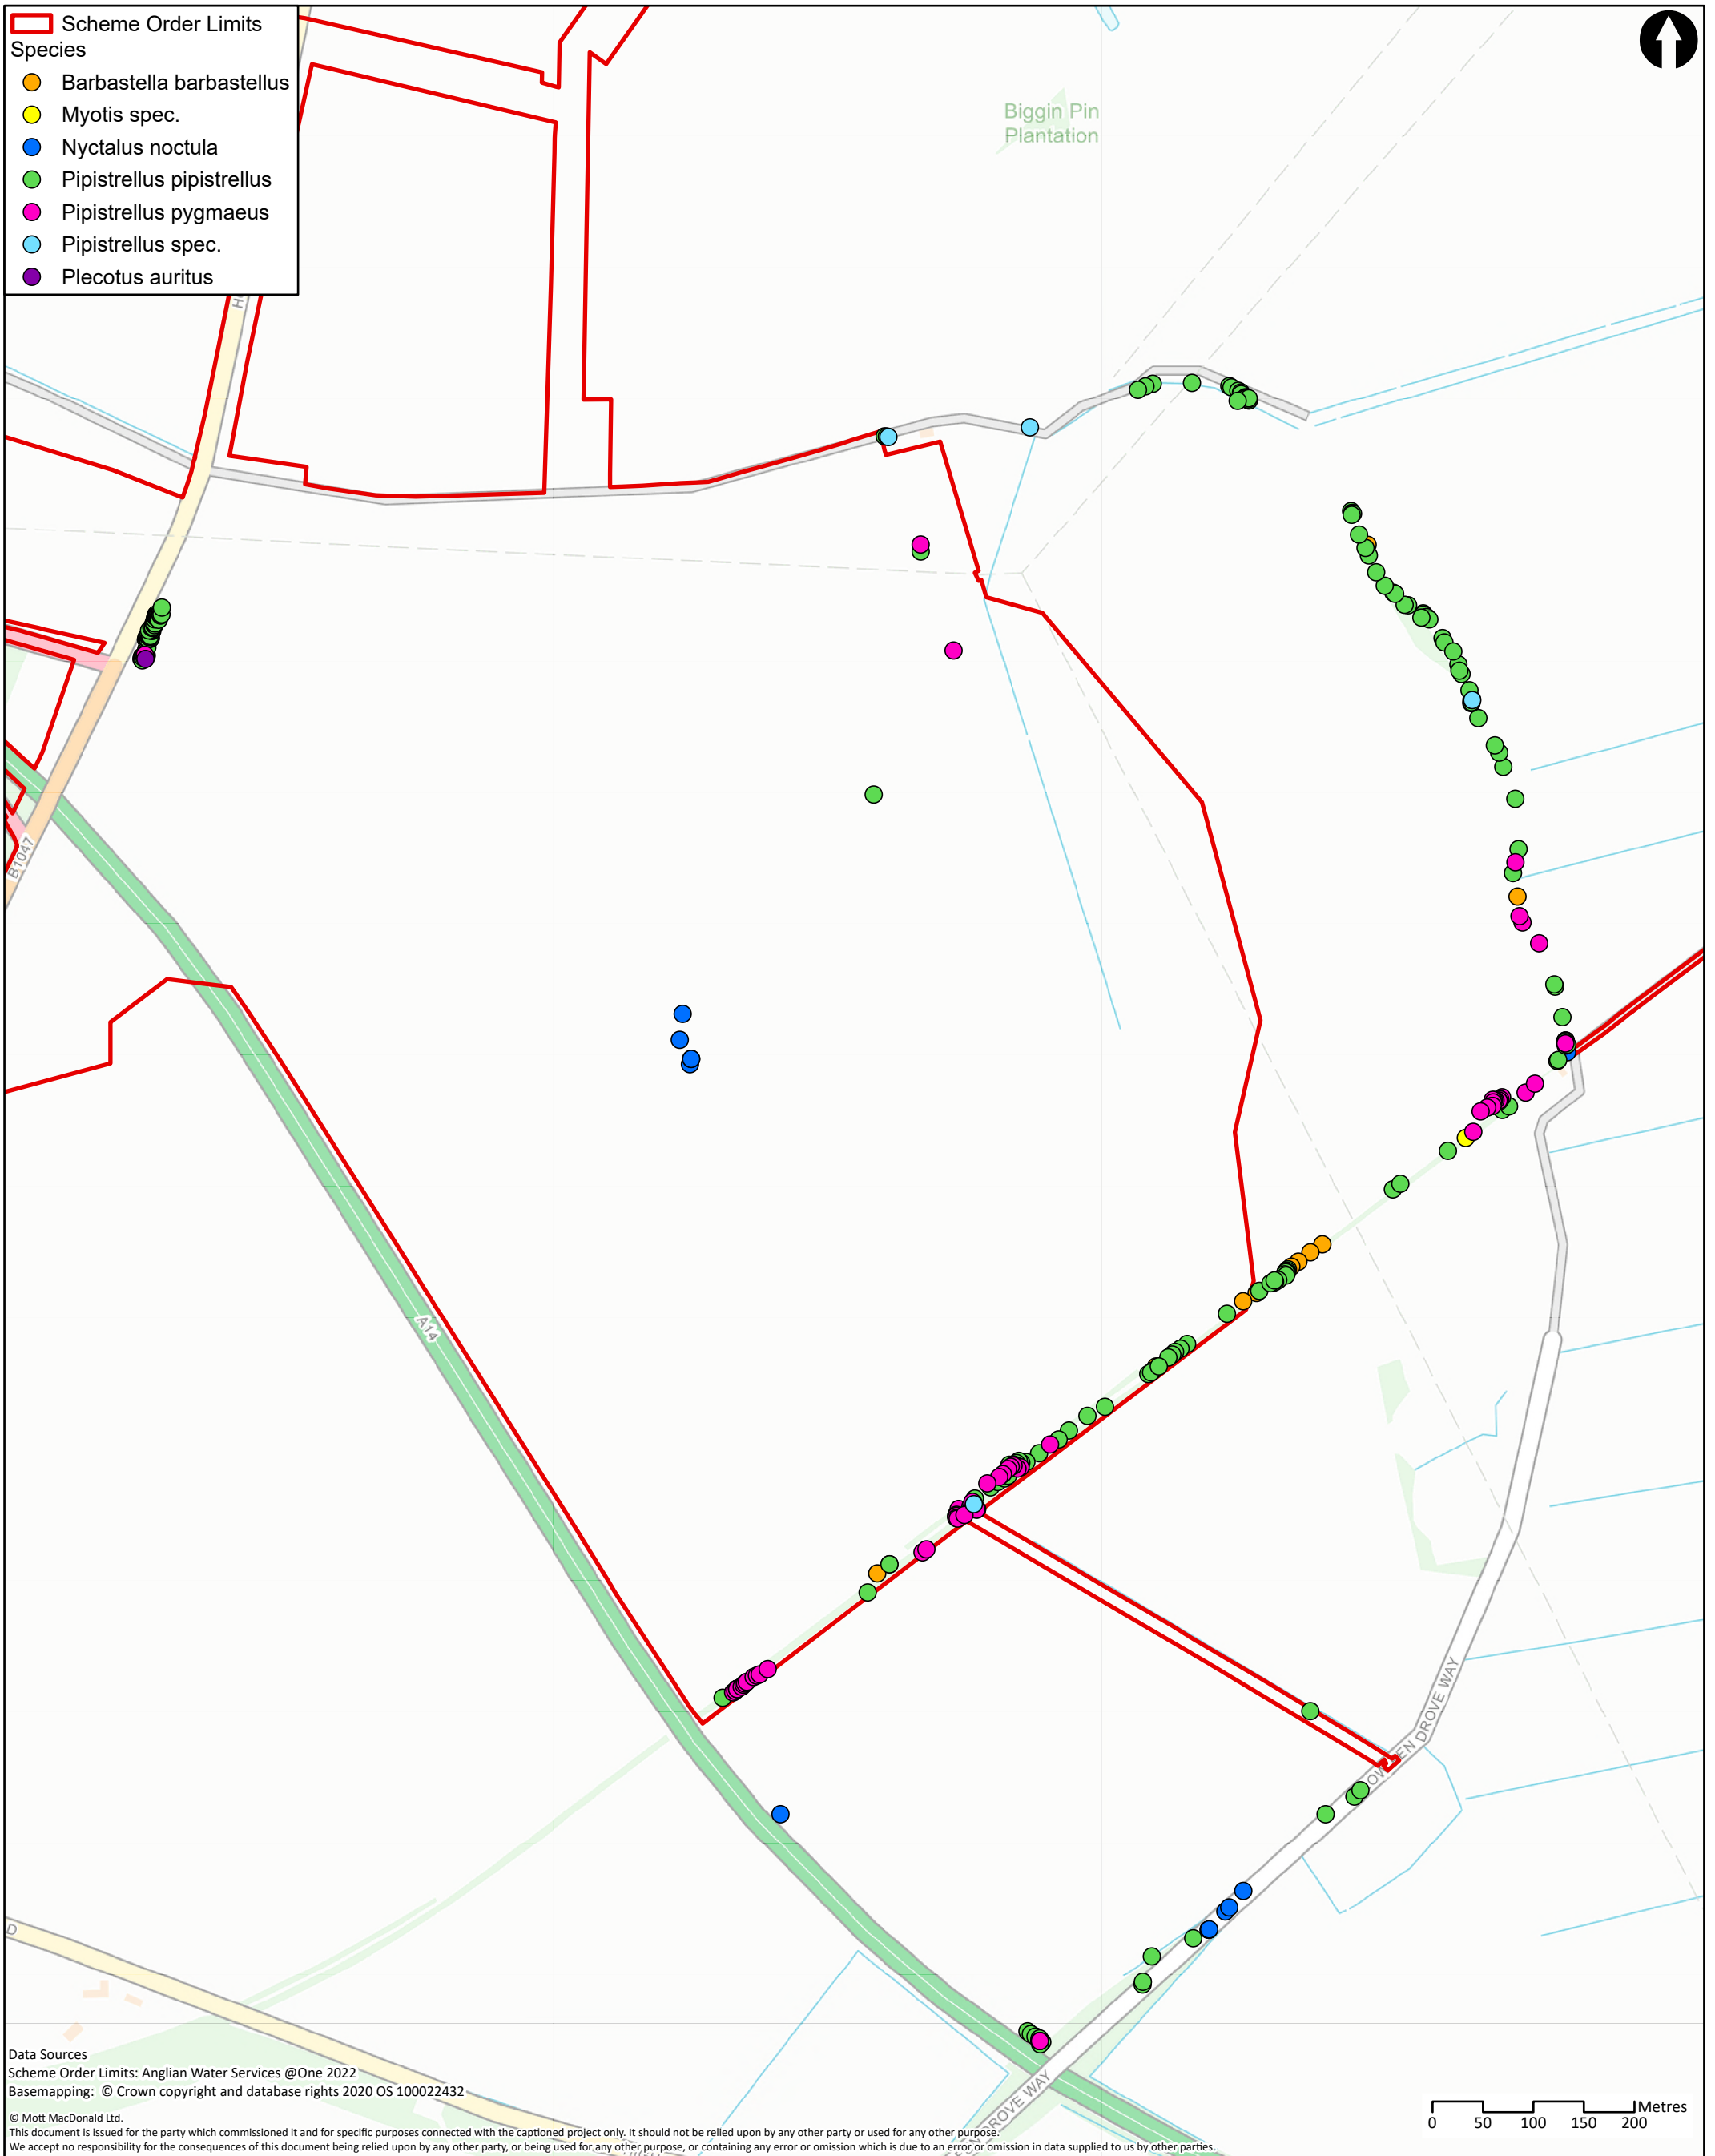 Scheme Order Limits
Species
Barbastella barbastellus
Myotis spec.
Nyctalus noctula
Pipistrellus pipistrellus
Pipistrellus pygmaeus
Pipistrellus spec.
Plecotus auritus
Biggin Pin
Plantation
B1047
A14
DROVE WAY
D
DROVE WAY
Data Sources
Scheme Order Limits: Anglian Water Services @One 2022
Basemapping: © Crown copyright and database rights 2020 OS 100022432
© Mott MacDonald Ltd.
This document is issued for the party which commissioned it and for specific purposes connected with the captioned project only. It should not be relied upon by any other party or used for any other purpose.
We accept no responsibility for the consequences of this document being relied upon by any other party, or being used for any other purpose, or containing any error or omission which is due to an error or omission in data supplied to us by other parties.
Metres
0 50 100 150 200